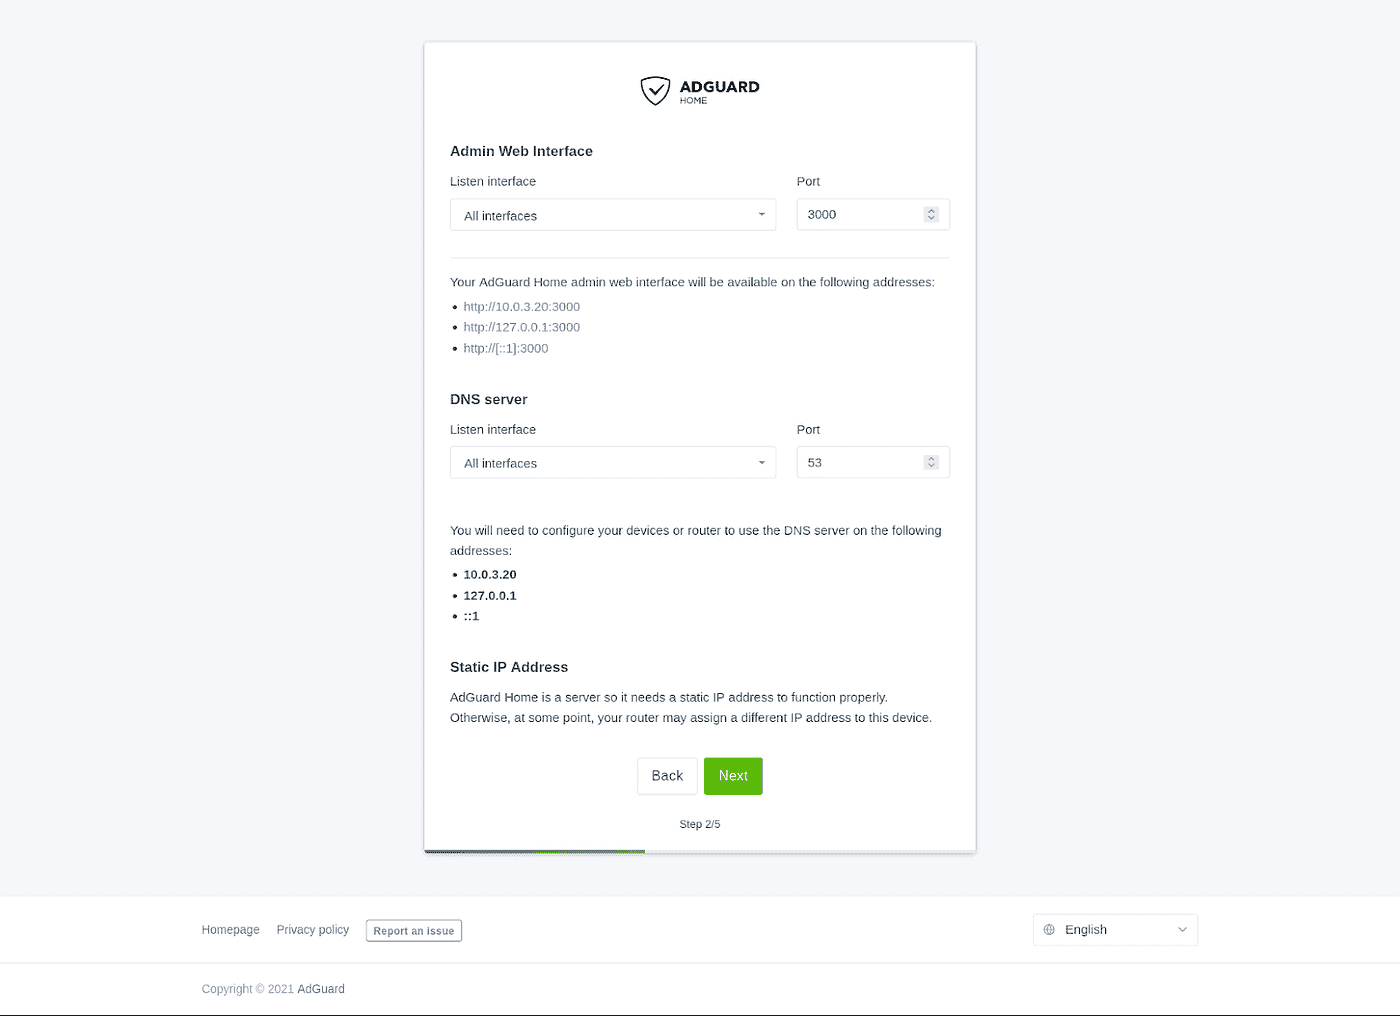 ADGUARD
HOME
Admin Web Interface
Listen interface
Port
All interfaces
3000
Your AdGuard Home admin web interface will be available on the following addresses:
• http://10.0.3.20:3000
• http://127.0.0.1:3000
• http://[::1]:3000
DNS server
Listen interface
Port
All interfaces
53
You will need to configure your devices or router to use the DNS server on the following
addresses:
• 10.0.3.20
• 127.0.0.1
• ::1
Static IP Address
AdGuard Home is a server so it needs a static IP address to function properly.
Otherwise, at some point, your router may assign a different IP address to this device.
Back
Next
Step 2/5
Homepage
Privacy policy
Report an issue
English
Copyright © 2021 AdGuard